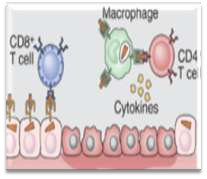 Macrophage
CD8+
T cell
CD4
T cell
Cytokines